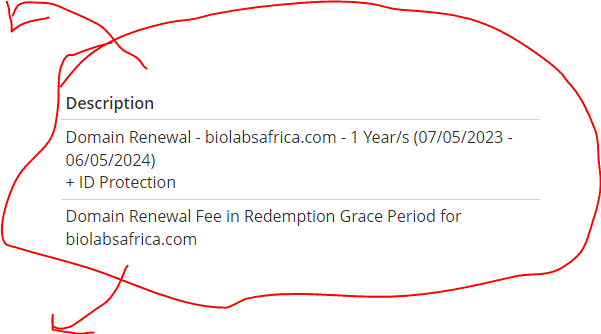 Description
Domain Renewal - biolabsafrica.com - 1 Year/s (07/05/2023 -
06/05/2024)
+ ID Protection
Domain Renewal Fee in Redemption Grace Period for
biolabsafrica.com